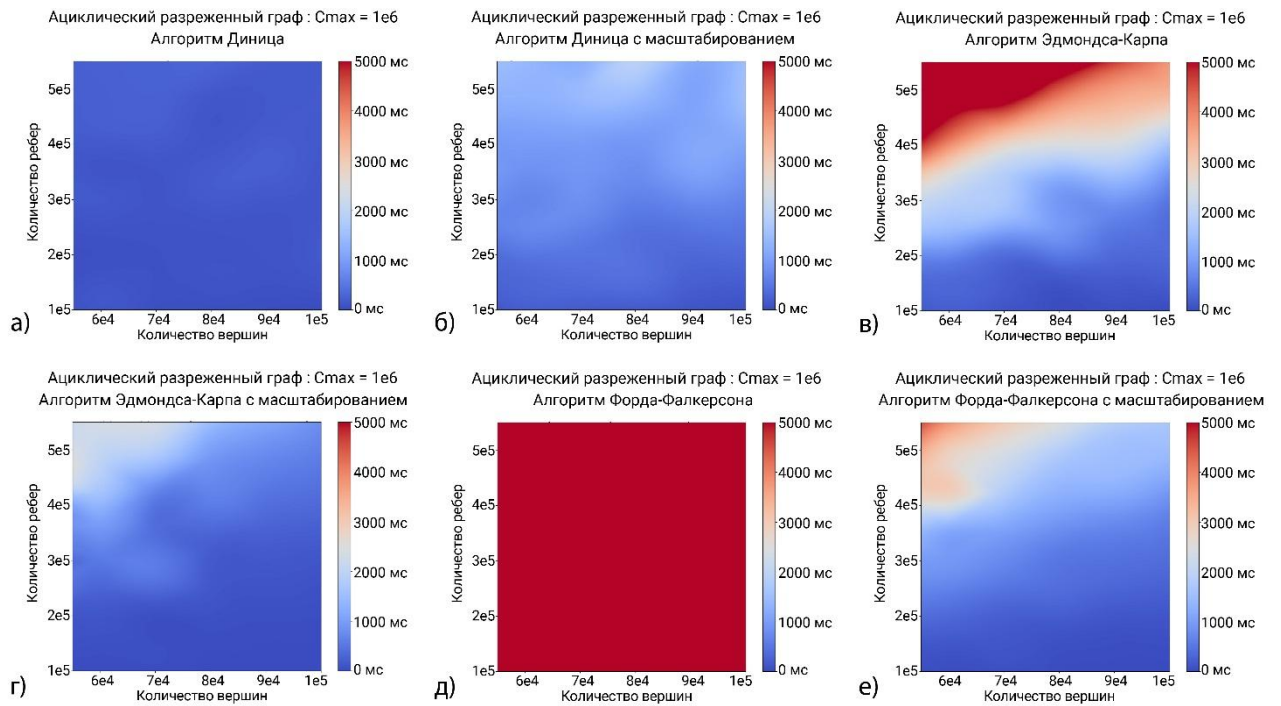 Ациклический разреженный граф : Cmax = 1e6
Алгоритм Диница
Количество ребер
5e5
4e5
3e5
2e5
1e5
6e4 7e4 8e4 9e4 1e5
Количество вершин
5000 мс
4000 мс
3000 мс
2000 мс
1000 мс
0 мс
а)
Ациклический разреженный граф : Cmax = 1e6
Алгоритм Диница с масштабированием
Количество ребер
5e5
4e5
3e5
2e5
1e5
6e4 7e4 8e4 9e4 1e5
Количество вершин
5000 мс
4000 мс
3000 мс
2000 мс
1000 мс
0 мс
б)
Ациклический разреженный граф : Cmax = 1e6
Алгоритм Эдмондса-Карпа
Количество ребер
5e5
4e5
3e5
2e5
1e5
6e4 7e4 8e4 9e4 1e5
Количество вершин
5000 мс
4000 мс
3000 мс
2000 мс
1000 мс
0 мс
в)
Ациклический разреженный граф : Cmax = 1e6
Алгоритм Эдмондса-Карпа с масштабированием
Количество ребер
5e5
4e5
3e5
2e5
1e5
6e4 7e4 8e4 9e4 1e5
Количество вершин
5000 мс
4000 мс
3000 мс
2000 мс
1000 мс
0 мс
г)
Ациклический разреженный граф : Cmax = 1e6
Алгоритм Форда-Фалкерсона
Количество ребер
5e5
4e5
3e5
2e5
1e5
6e4 7e4 8e4 9e4 1e5
Количество вершин
5000 мс
4000 мс
3000 мс
2000 мс
1000 мс
0 мс
д)
Ациклический разреженный граф : Cmax = 1e6
Алгоритм Форда-Фалкерсона с масштабированием
Количество ребер
5e5
4e5
3e5
2e5
1e5
6e4 7e4 8e4 9e4 1e5
Количество вершин
5000 мс
4000 мс
3000 мс
2000 мс
1000 мс
0 мс
е)